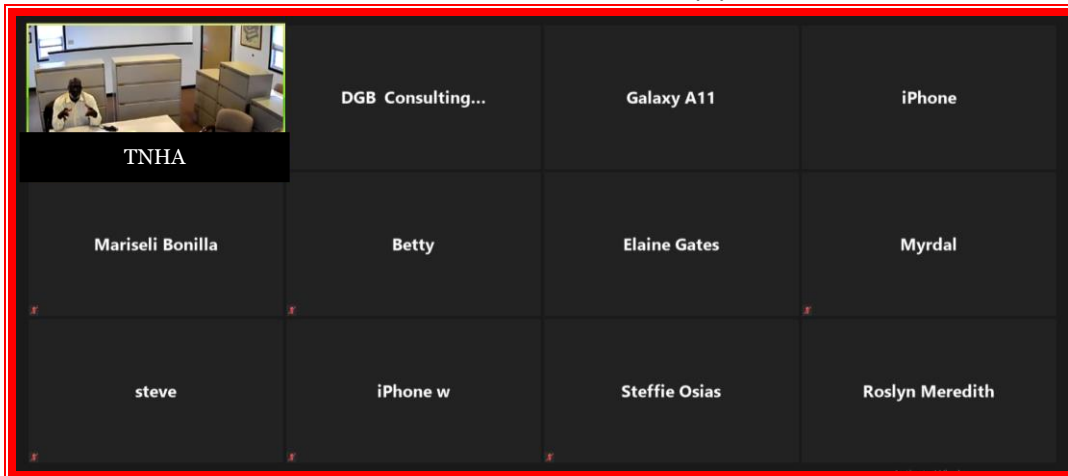 DGB Consulting...
Galaxy A11
iPhone
TNHA
Mariseli Bonilla
Betty
Elaine Gates
Myrdal
steve
iPhone w
Steffie Osias
Roslyn Meredith